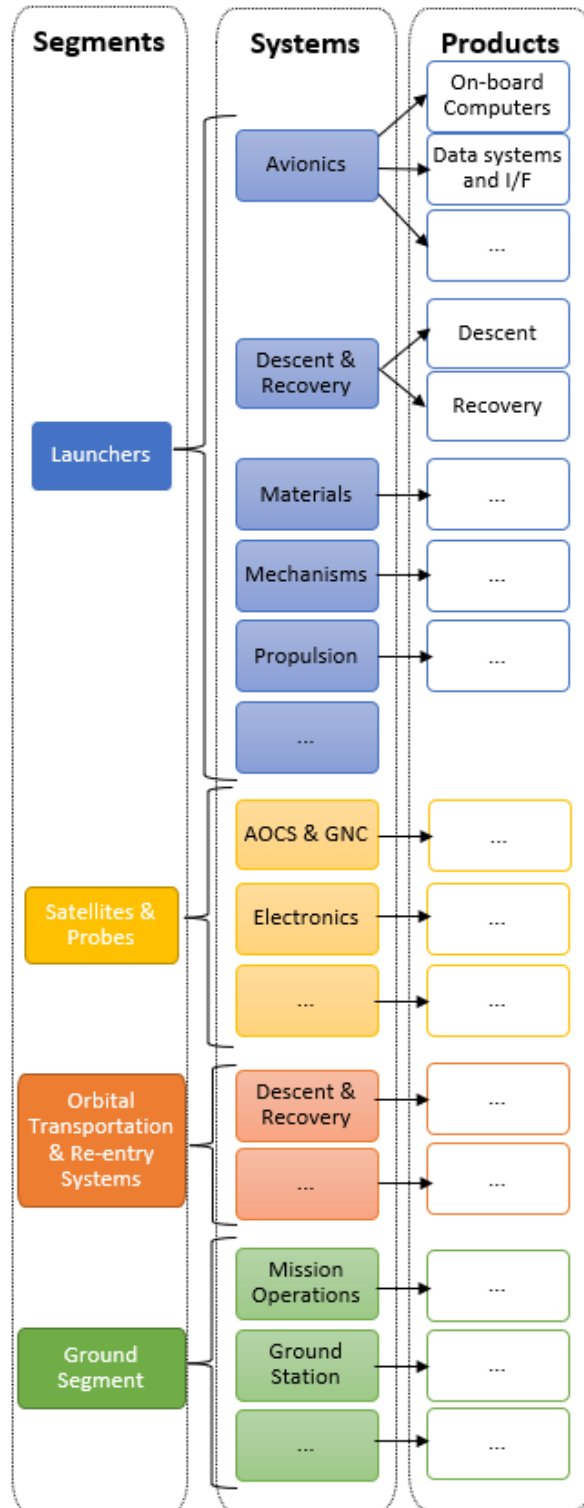 Segments
Systems
Products
Launchers
Avionics
On-board
Computers
Data systems
and I/F
...
Descent &
Recovery
Descent
Recovery
Materials
...
Mechanisms
...
Propulsion
...
...
Satellites &
Probes
AOCS & GNC
...
Electronics
...
...
...
Orbital
Transportation
& Re-entry
Systems
Descent &
Recovery
...
...
...
Ground
Segment
Mission
Operations
...
Ground
Station
...
...
...